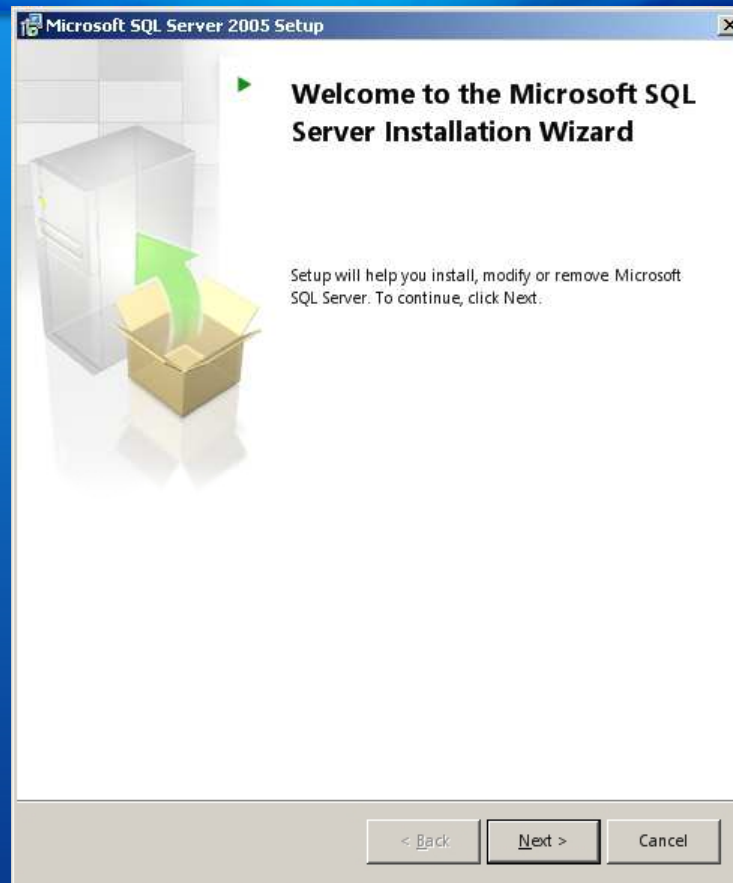 Microsoft SQL Server 2005 Setup
Welcome to the Microsoft SQL
Server Installation Wizard
Setup will help you install, modify or remove Microsoft
SQL Server. To continue, click Next.
< Back
Next >
Cancel